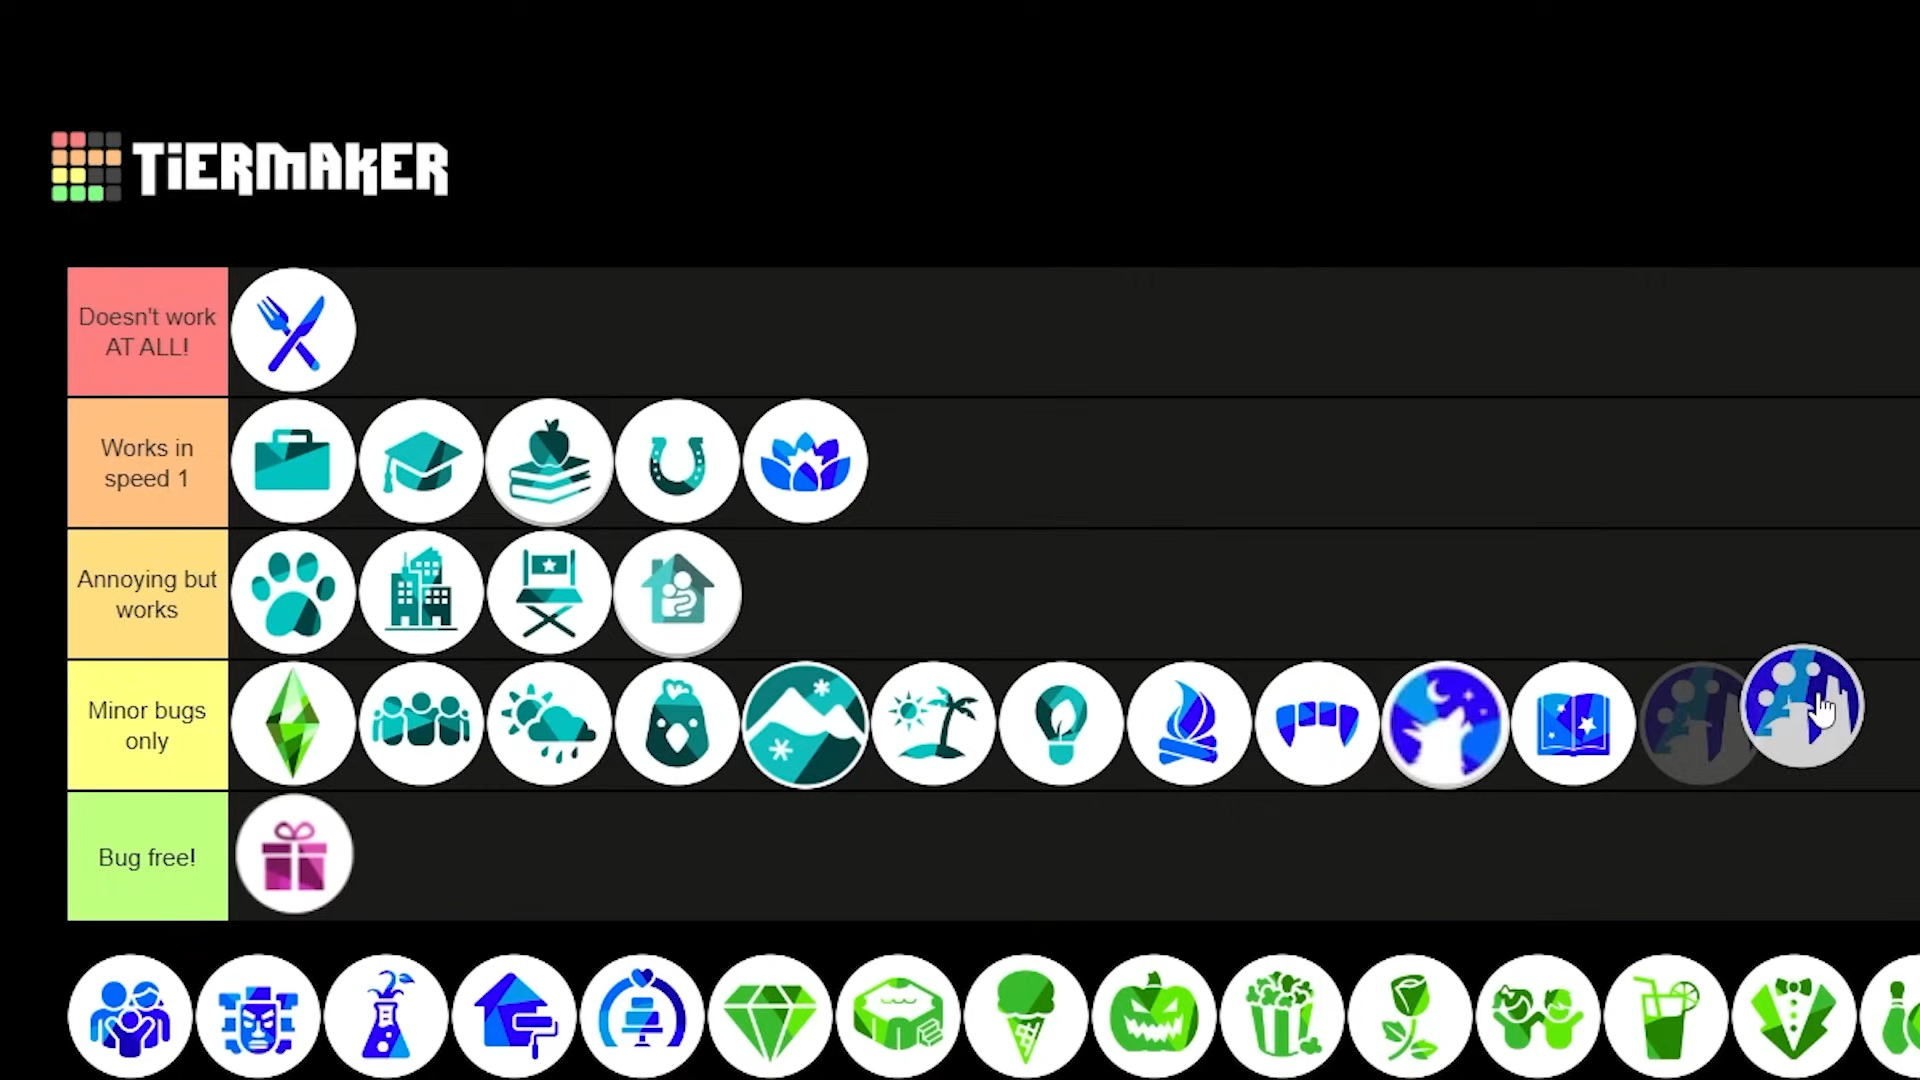 TiERMAKER
Doesn't work
AT ALL!
Works in
speed 1
Annoying but
works
Minor bugs
only
Bug free!